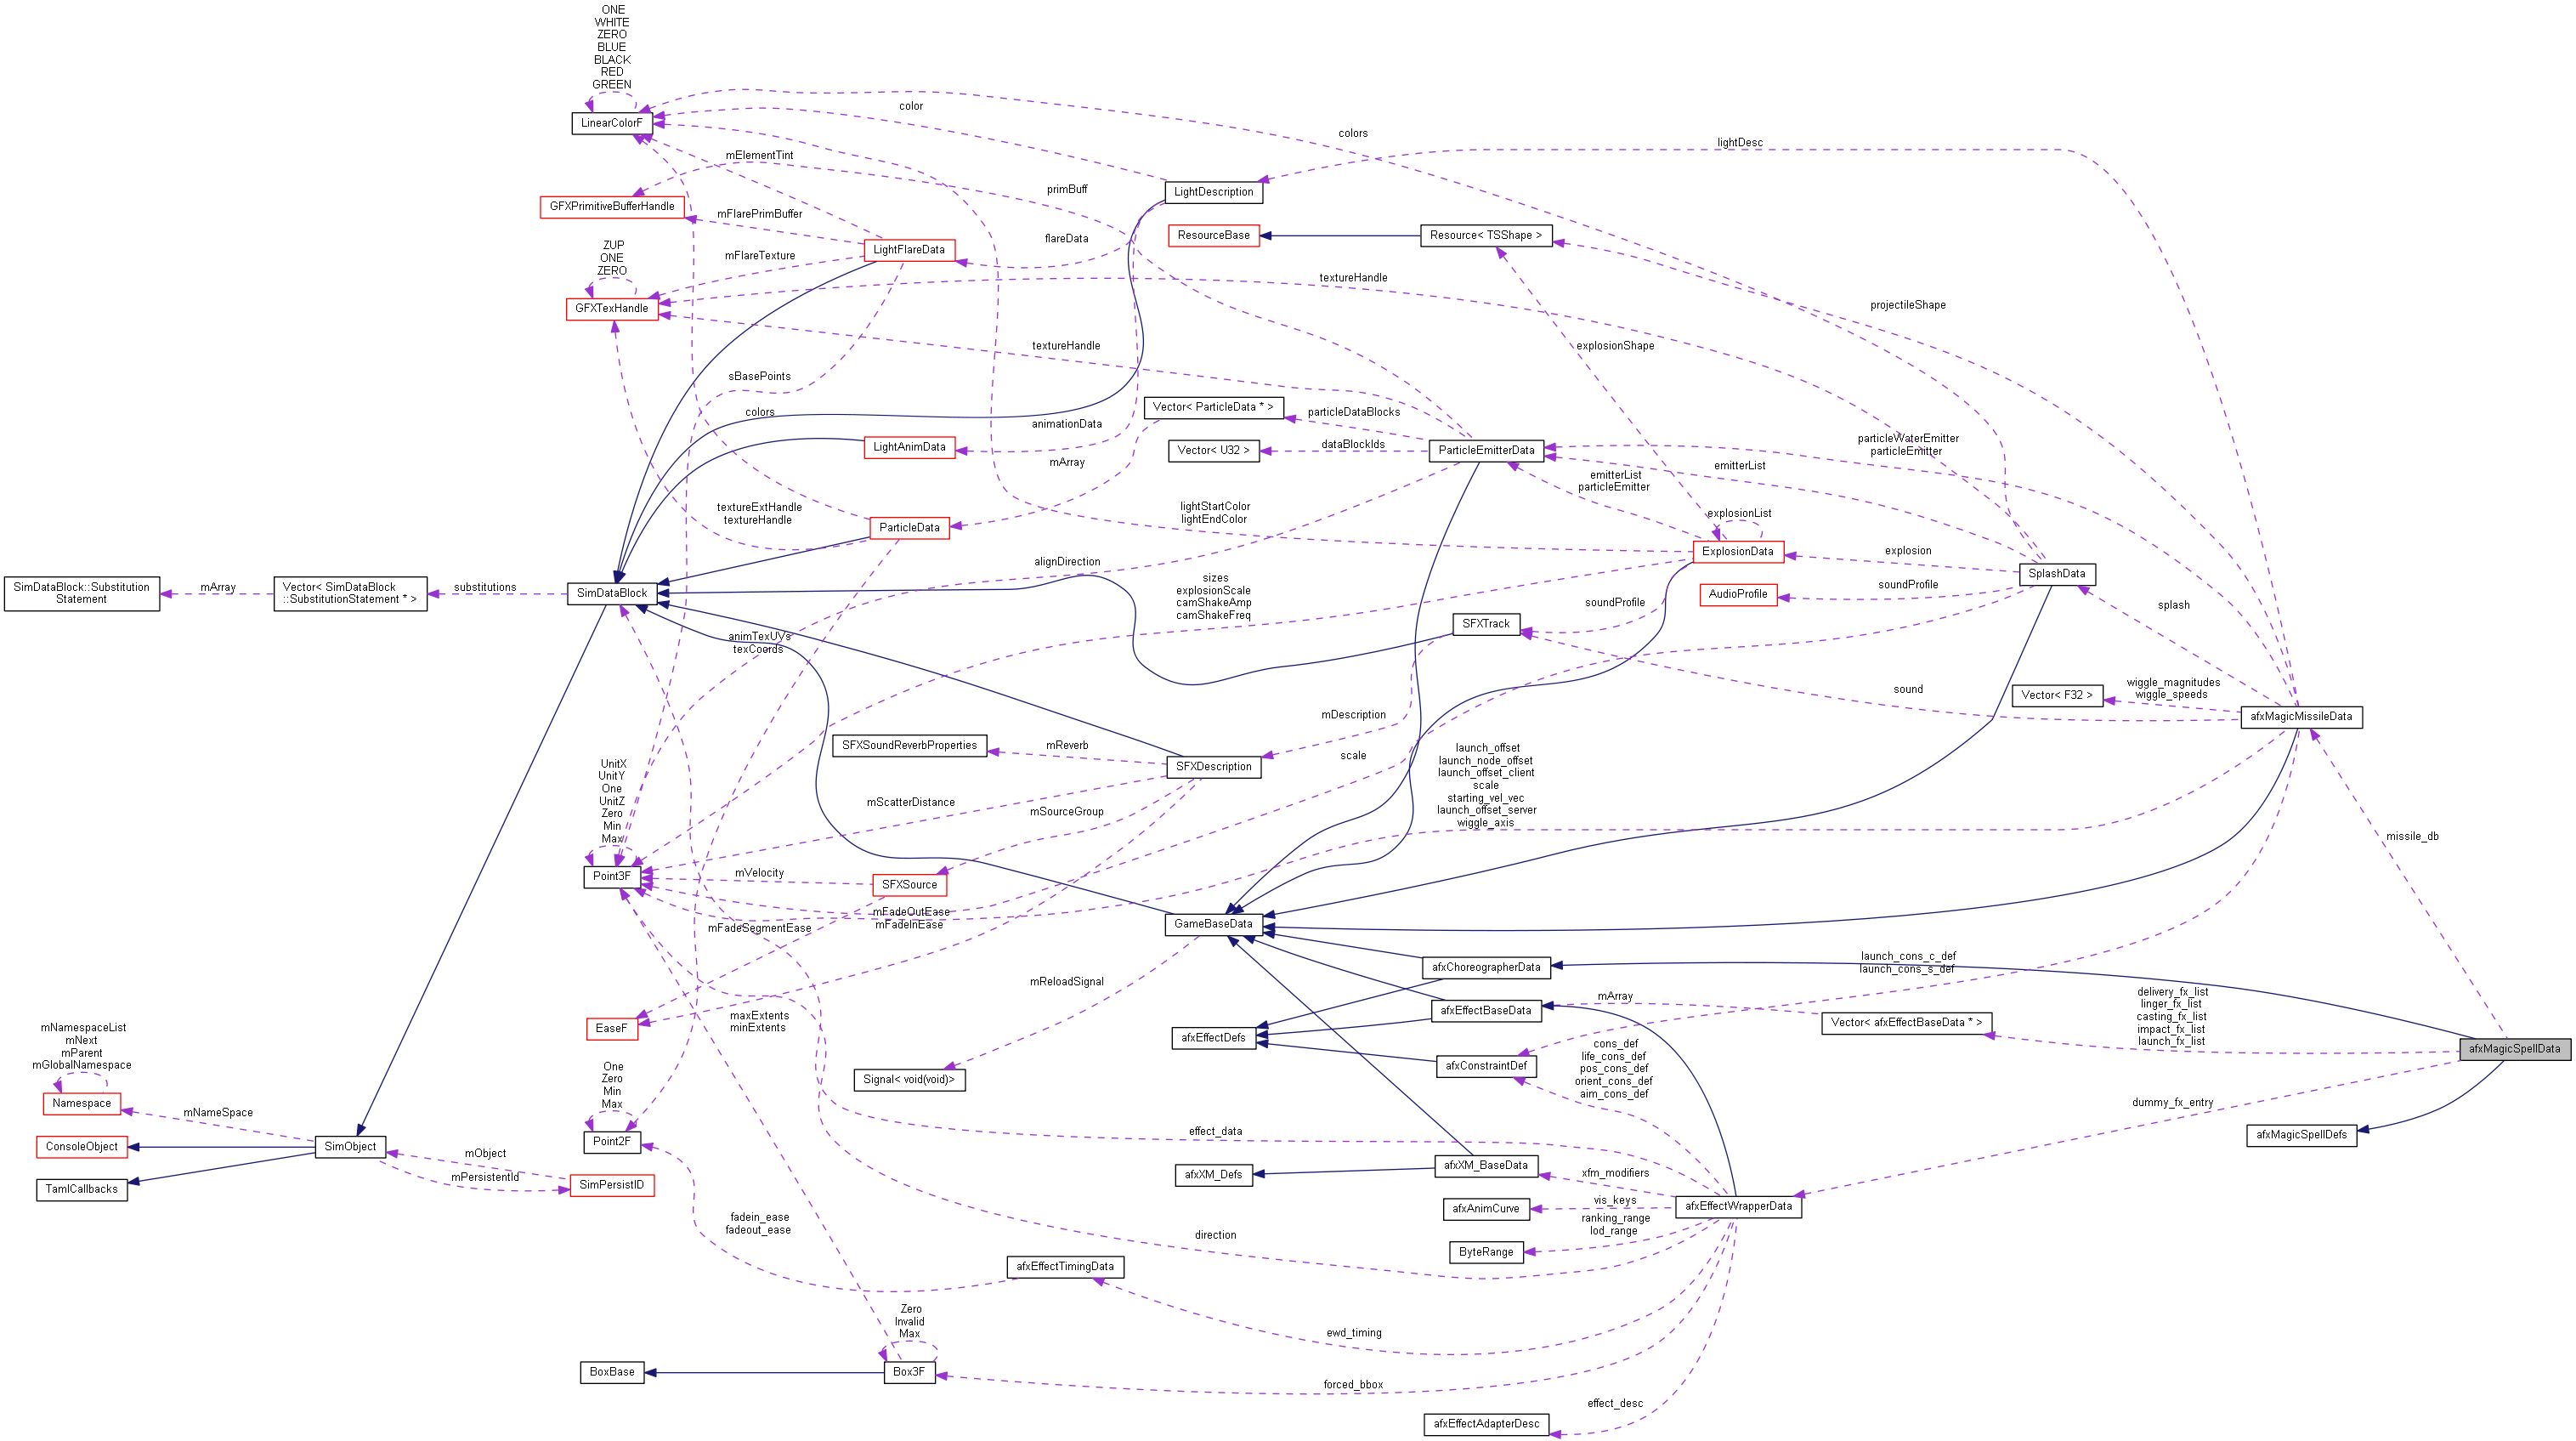 ONE
WHITE
ZERO
BLUE
BLACK
RED
GREEN
LinearColorF
color
colors
lightDesc
mElementTint
primBuff
LightDescription
GFXPrimitiveBufferHandle
mFlarePrimBuffer
ZUP
ONE
ZERO
LightFlareData
flareData
ResourceBase
Resource< TSShape >
mFlareTexture
textureHandle
GFXTexHandle
projectileShape
textureHandle
explosionShape
sBasePoints
colors
Vector< ParticleData * >
particleDataBlocks
animationData
LightAnimData
dataBlockIds
Vector< U32 >
ParticleEmitterData
particleWaterEmitter
particleEmitter
mArray
emitterList
emitterList
particleEmitter
textureExtHandle
textureHandle
ParticleData
lightStartColor
lightEndColor
explosionList
ExplosionData
explosion
alignDirection
SimDataBlock::Substitution
Statement
mArray
Vector< SimDataBlock
::SubstitutionStatement * >
substitutions
SimDataBlock
sizes
explosionScale
camShakeAmp
camShakeFreq
SplashData
AudioProfile
soundProfile
soundProfile
SFXTrack
splash
animTexUVs
texCoords
sound
Vector< F32 >
wiggle_magnitudes
wiggle_speeds
afxMagicMissileData
mDescription
SFXSoundReverbProperties
mReverb
SFXDescription
scale
launch_offset
launch_node_offset
launch_offset_client
scale
starting_vel_vec
launch_offset_server
wiggle_axis
UnitX
UnitY
One
UnitZ
Zero
Min
Max
Point3F
mScatterDistance
mSourceGroup
missile_db
mVelocity
SFXSource
mFadeOutEase
mFadeInEase
mFadeSegmentEase
GameBaseData
afxChoreographerData
launch_cons_c_def
launch_cons_s_def
mReloadSignal
mArray
delivery_fx_list
linger_fx_list
casting_fx_list
impact_fx_list
launch_fx_list
afxEffectBaseData
Vector< afxEffectBaseData * >
EaseF
maxExtents
minExtents
afxEffectDefs
afxMagicSpellData
mNamespaceList
mNext
mParent
mGlobalNamespace
Namespace
One
Zero
Min
Max
Signal< void(void)>
afxConstraintDef
cons_def
life_cons_def
pos_cons_def
orient_cons_def
aim_cons_def
dummy_fx_entry
mNameSpace
ConsoleObject
SimObject
Point2F
effect_data
afxMagicSpellDefs
mObject
mPersistentId
TamlCallbacks
SimPersistID
afxXM_Defs
afxXM_BaseData
xfm_modifiers
afxAnimCurve
vis_keys
afxEffectWrapperData
fadein_ease
fadeout_ease
direction
ranking_range
lod_range
ByteRange
afxEffectTimingData
Zero
Invalid
Max
ewd_timing
BoxBase
Box3F
forced_bbox
effect_desc
afxEffectAdapterDesc